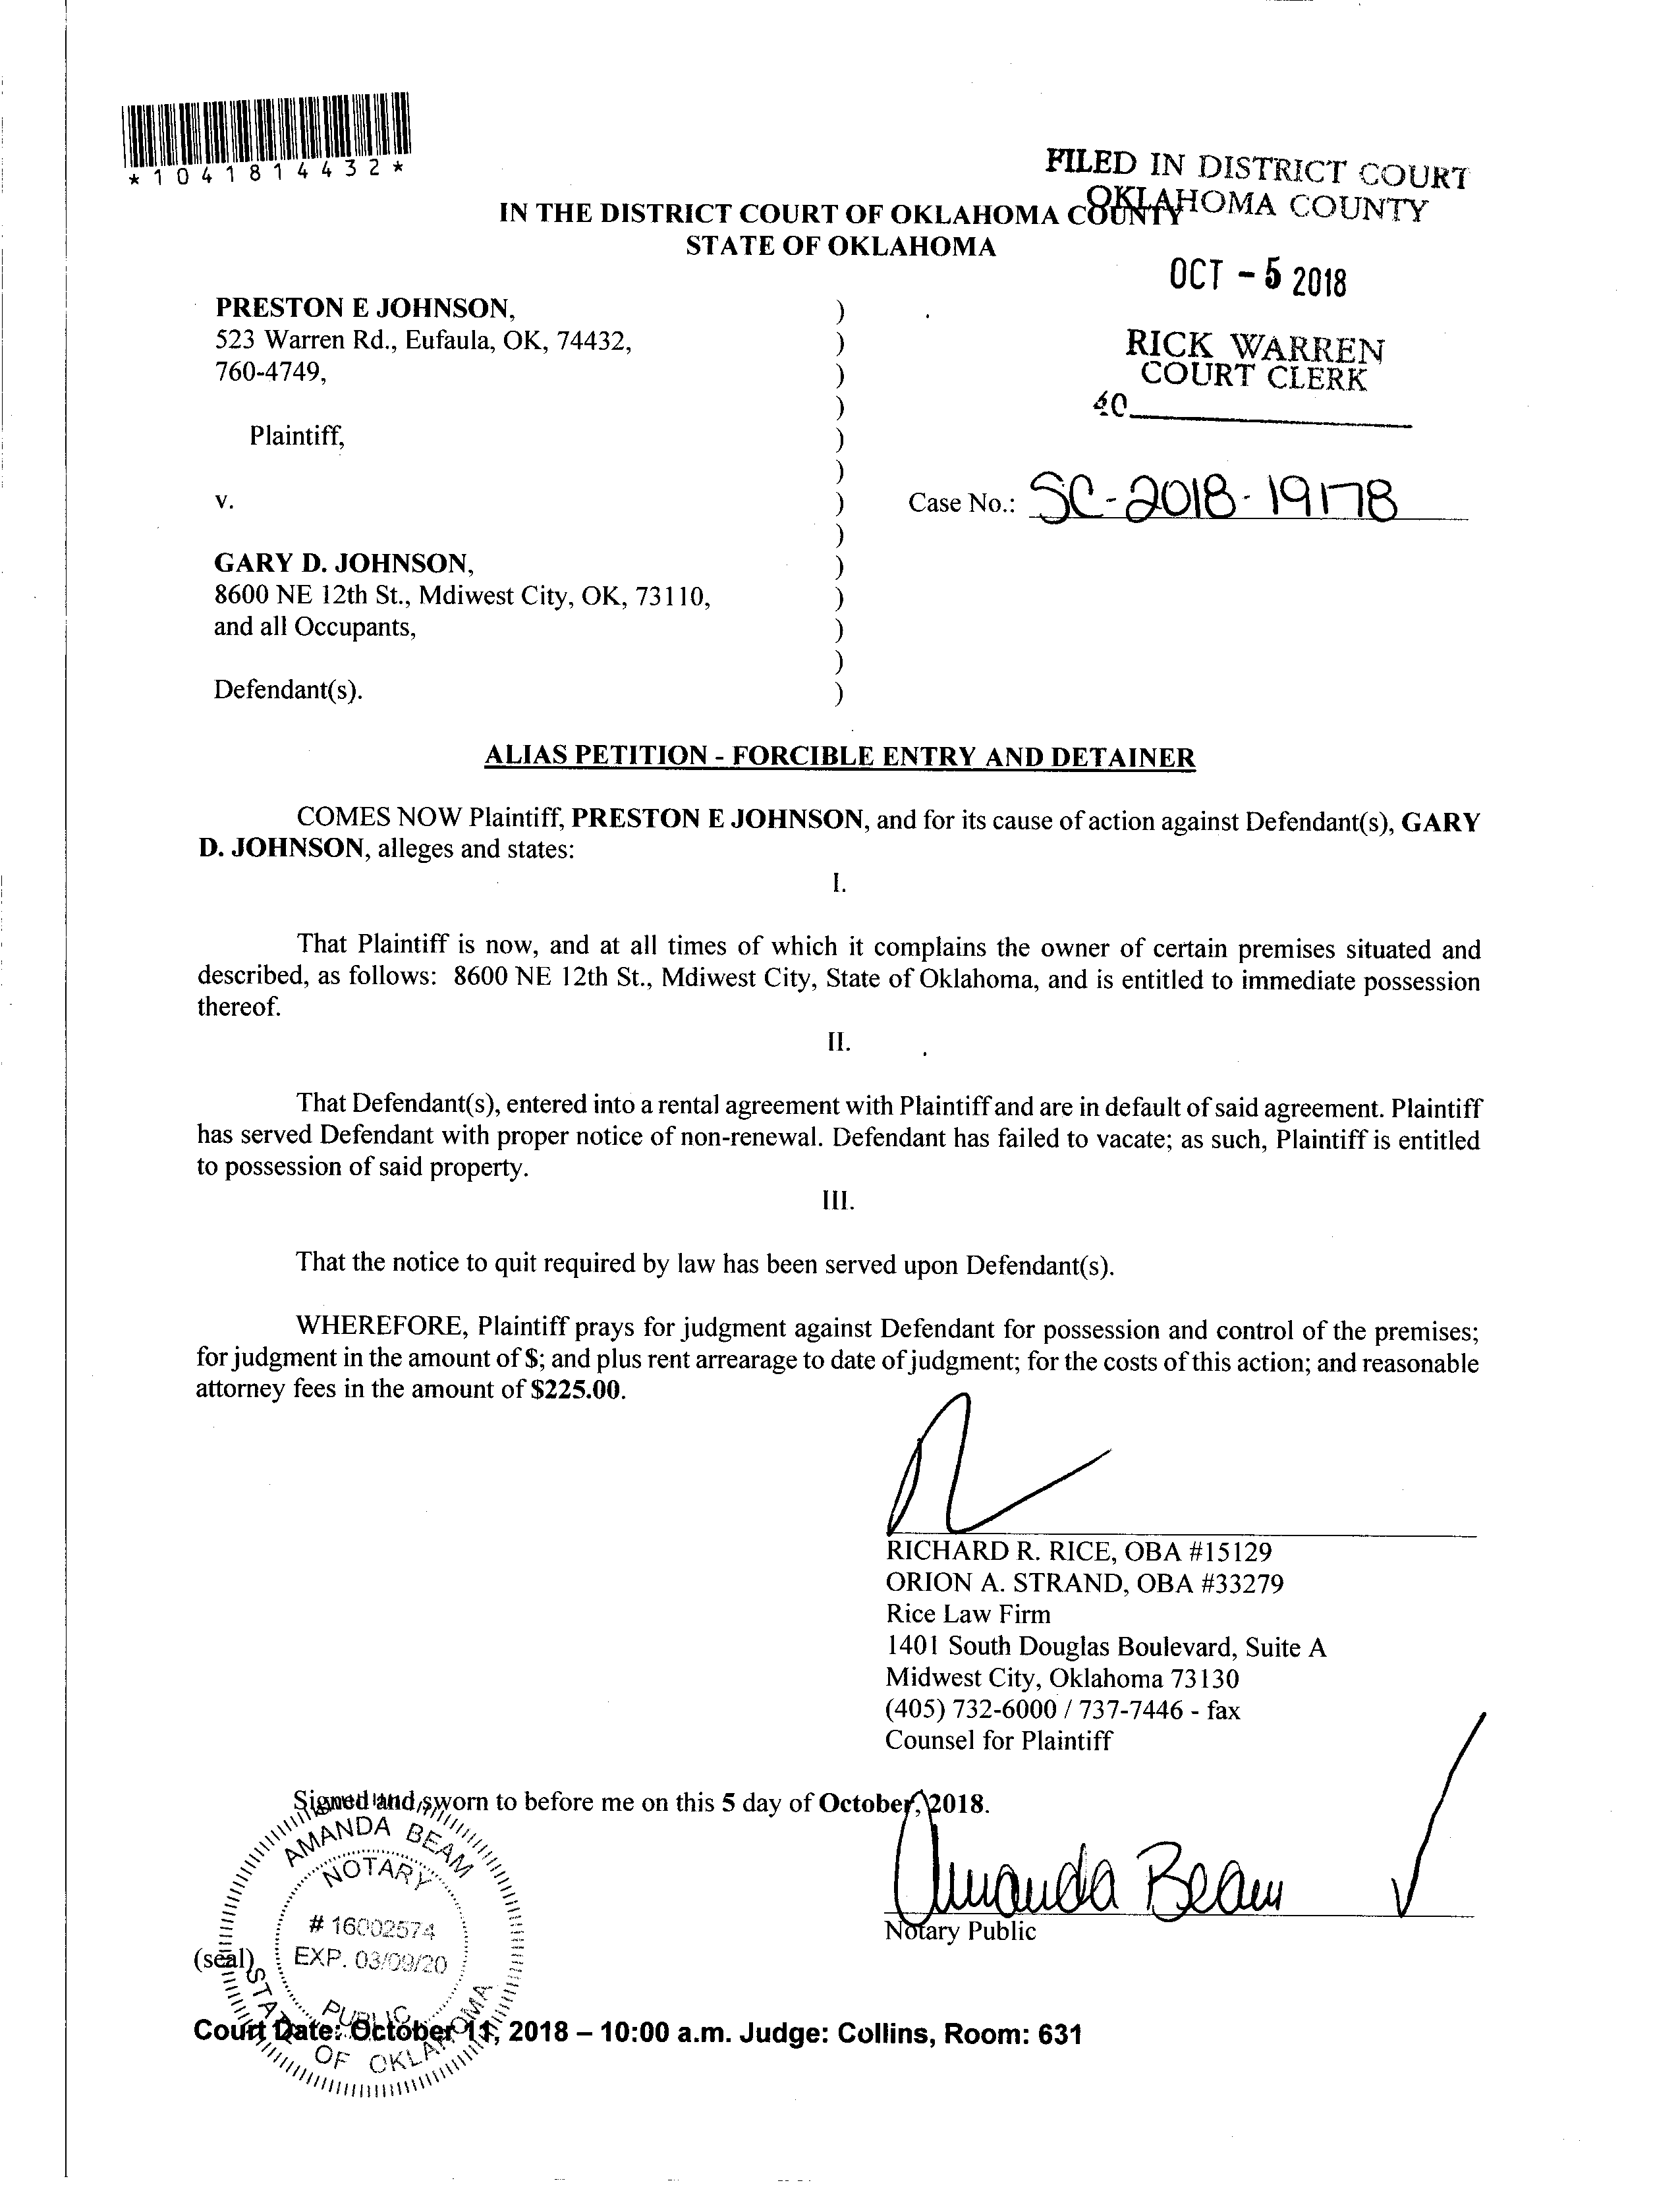 *1041814432*
FILED IN DISTRICT COURT
OKLAHOMA COUNTY
IN THE DISTRICT COURT OF OKLAHOMA COUNTY
STATE OF OKLAHOMA
OCT - 5 2018
RICK WARREN
COURT CLERK
40
PRESTON E JOHNSON, )
523 Warren Rd., Eufaula, OK, 74432, )
760-4749, )
)
Plaintiff, )
)
v. ) Case No.: SC-2018-19178
)
GARY D. JOHNSON, )
8600 NE 12th St., Mdiwest City, OK, 73110, )
and all Occupants, )
)
Defendant(s). )
ALIAS PETITION - FORCIBLE ENTRY AND DETAINER
COMES NOW Plaintiff, PRESTON E JOHNSON, and for its cause of action against Defendant(s), GARY
D. JOHNSON, alleges and states:
I.
That Plaintiff is now, and at all times of which it complains the owner of certain premises situated and
described, as follows: 8600 NE 12th St., Mdiwest City, State of Oklahoma, and is entitled to immediate possession
thereof.
II.
That Defendant(s), entered into a rental agreement with Plaintiff and are in default of said agreement. Plaintiff
has served Defendant with proper notice of non-renewal. Defendant has failed to vacate; as such, Plaintiff is entitled
to possession of said property.
III.
That the notice to quit required by law has been served upon Defendant(s).
WHEREFORE, Plaintiff prays for judgment against Defendant for possession and control of the premises;
for judgment in the amount of $; and plus rent arrearage to date of judgment; for the costs of this action; and reasonable
attorney fees in the amount of $225.00.
RICHARD R. RICE, OBA #15129
ORION A. STRAND, OBA #33279
Rice Law Firm
1401 South Douglas Boulevard, Suite A
Midwest City, Oklahoma 73130
(405) 732-6000 / 737-7446 - fax
Counsel for Plaintiff
Signed and sworn to before me on this 5 day of October, 2018.
Amanda Beam
Notary Public
(seal)
AMANDA BEAM
NOTARY
# 16002574
EXP. 03/09/20
PUBLIC
STATE OF OKLAHOMA
Court Date: October 11, 2018 – 10:00 a.m. Judge: Collins, Room: 631